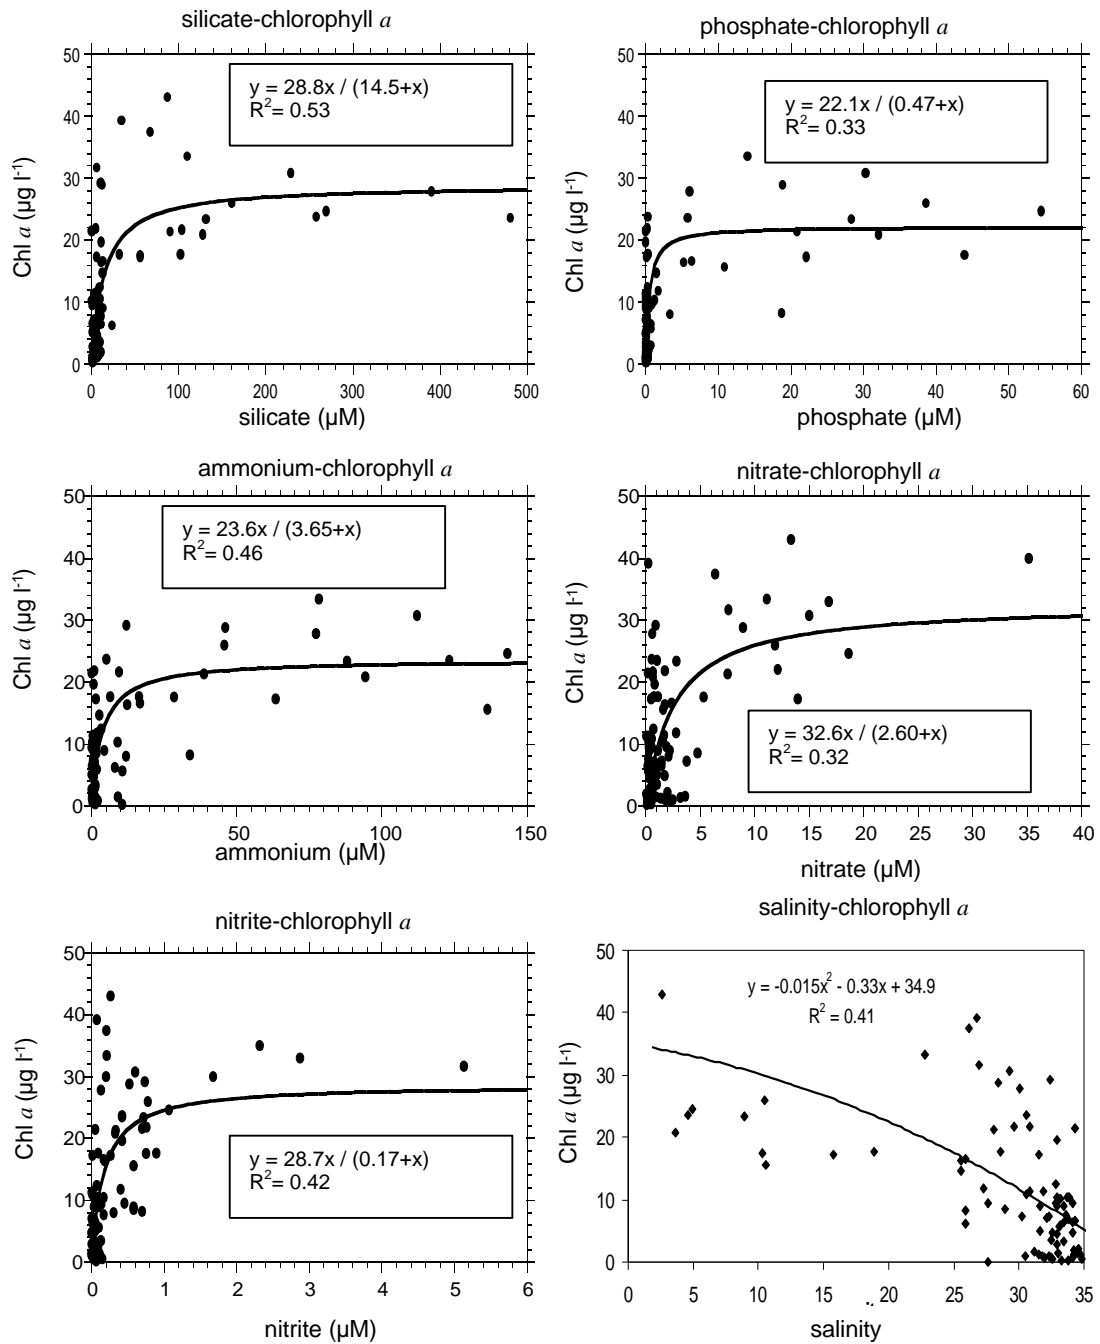 silicate-chlorophyll a
50
40
30
20
10
0
Chl a (µg l-1)
y = 28.8x / (14.5+x)
R2= 0.53
0 100 200 300 400 500
silicate (µM)
phosphate-chlorophyll a
50
40
30
20
10
0
Chl a (µg l-1)
y = 22.1x / (0.47+x)
R2= 0.33
0 10 20 30 40 50 60
phosphate (µM)
ammonium-chlorophyll a
50
40
30
20
10
0
Chl a (µg l-1)
y = 23.6x / (3.65+x)
R2= 0.46
0 50 100 150
ammonium (µM)
nitrate-chlorophyll a
50
40
30
20
10
0
Chl a (µg l-1)
y = 32.6x / (2.60+x)
R2= 0.32
0 5 10 15 20 25 30 35 40
nitrate (µM)
nitrite-chlorophyll a
50
40
30
20
10
0
Chl a (µg l-1)
y = 28.7x / (0.17+x)
R2= 0.42
0 1 2 3 4 5 6
nitrite (µM)
salinity-chlorophyll a
50
40
30
20
10
0
Chl a (µg l-1)
y = -0.015x2 - 0.33x + 34.9
R2 = 0.41
0 5 10 15 20 25 30 35
salinity